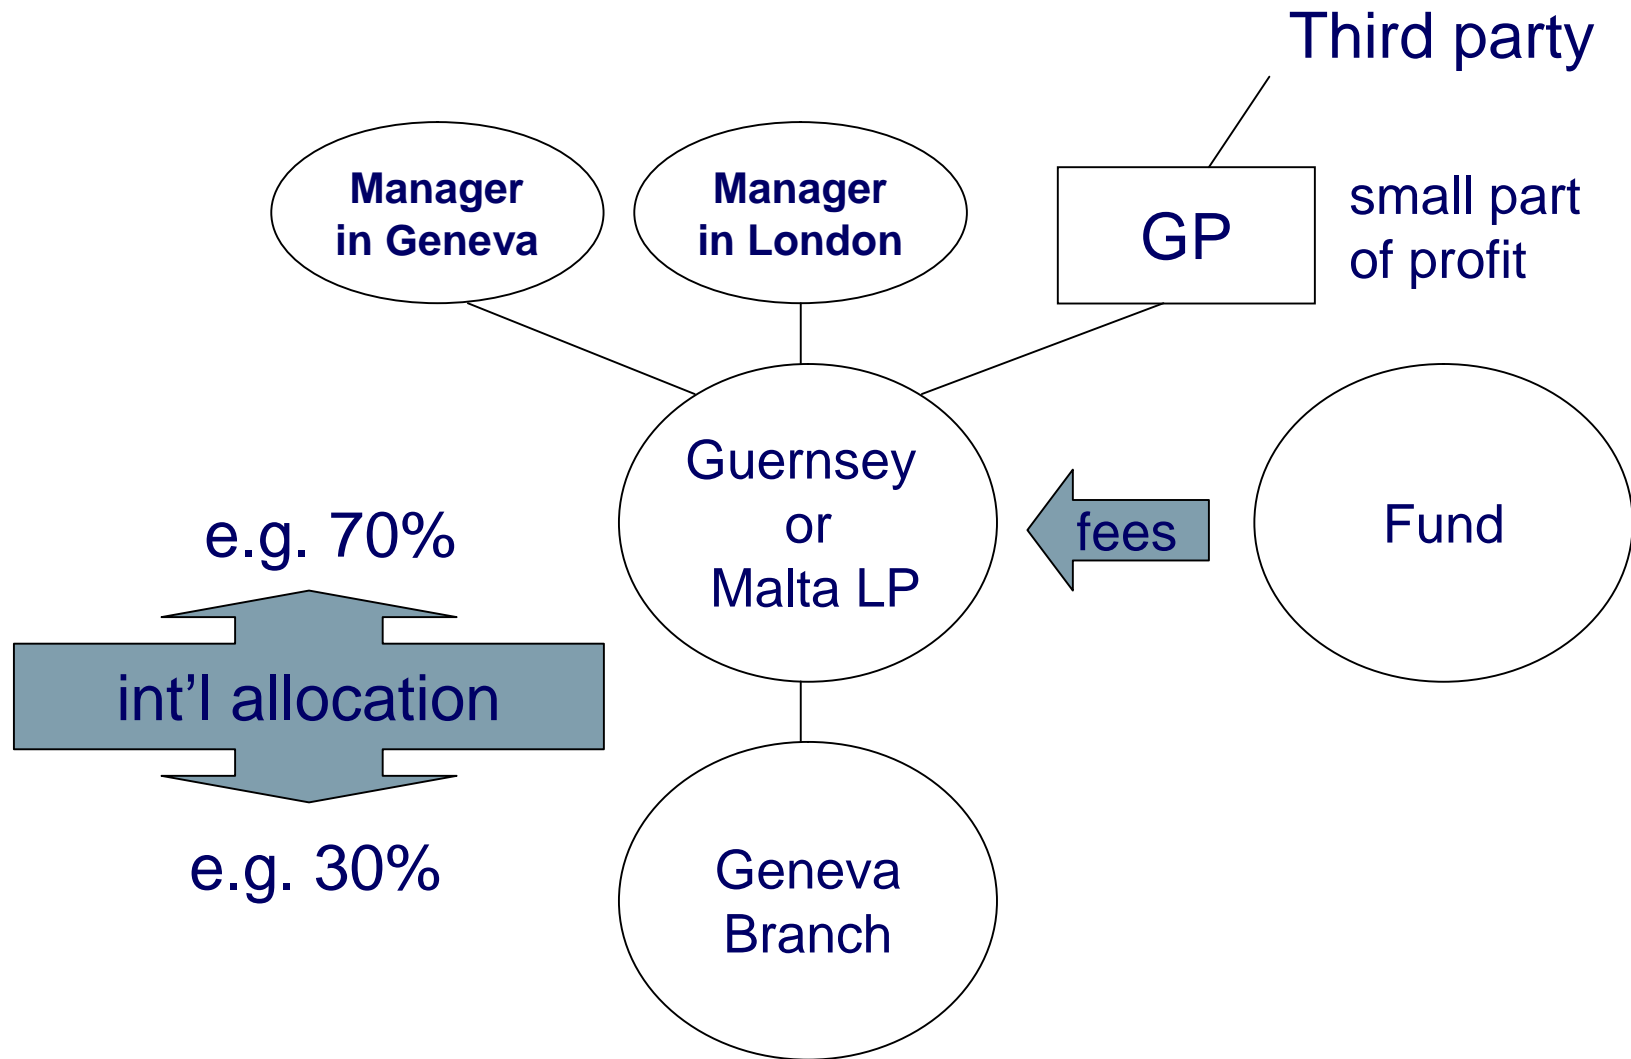 Third party
Manager
in Geneva
Manager
in London
GP
small part
of profit
Guernsey
or
Malta LP
fees
Fund
e.g. 70%
int'l allocation
e.g. 30%
Geneva
Branch